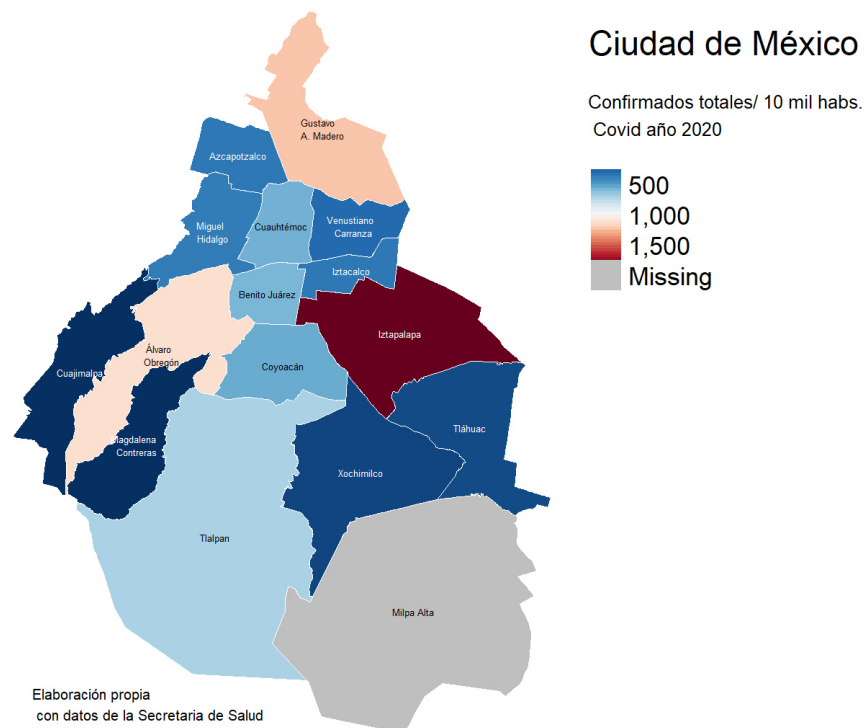 Ciudad de México
Confirmados totales/ 10 mil habs.
Covid año 2020
500
1,000
1,500
Missing
Gustavo
A. Madero
Azcapotzalco
Miguel
Hidalgo
Cuauhtémoc
Venustiano
Carranza
Iztacalco
Benito Juárez
Iztapalapa
Álvaro
Obregón
Cuajimalpa
Coyoacán
Magdalena
Contreras
Tláhuac
Xochimilco
Tlalpan
Milpa Alta
Elaboración propia
con datos de la Secretaria de Salud